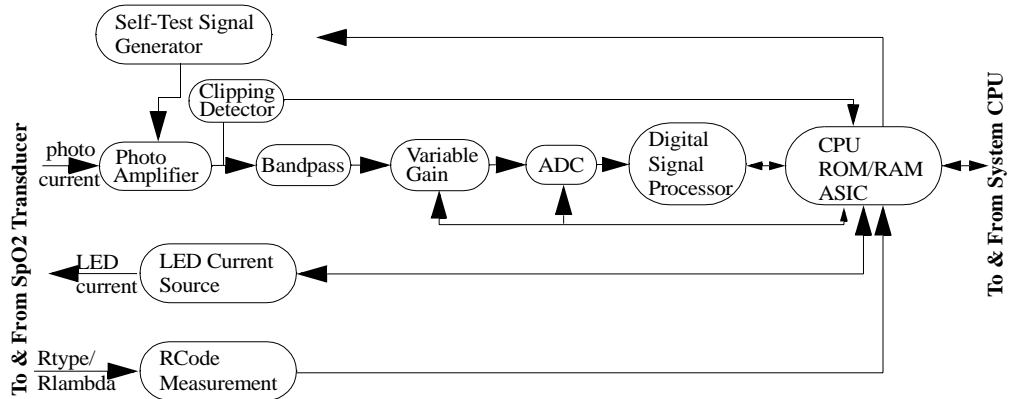 Self-Test Signal
Generator
Clipping
Detector
To & From SpO2 Transducer
photo
current
Photo
Amplifier
Bandpass
Variable
Gain
ADC
Digital
Signal
Processor
CPU
ROM/RAM
ASIC
To & From System CPU
LED
current
LED Current
Source
Rtype/
Rlambda
RCode
Measurement